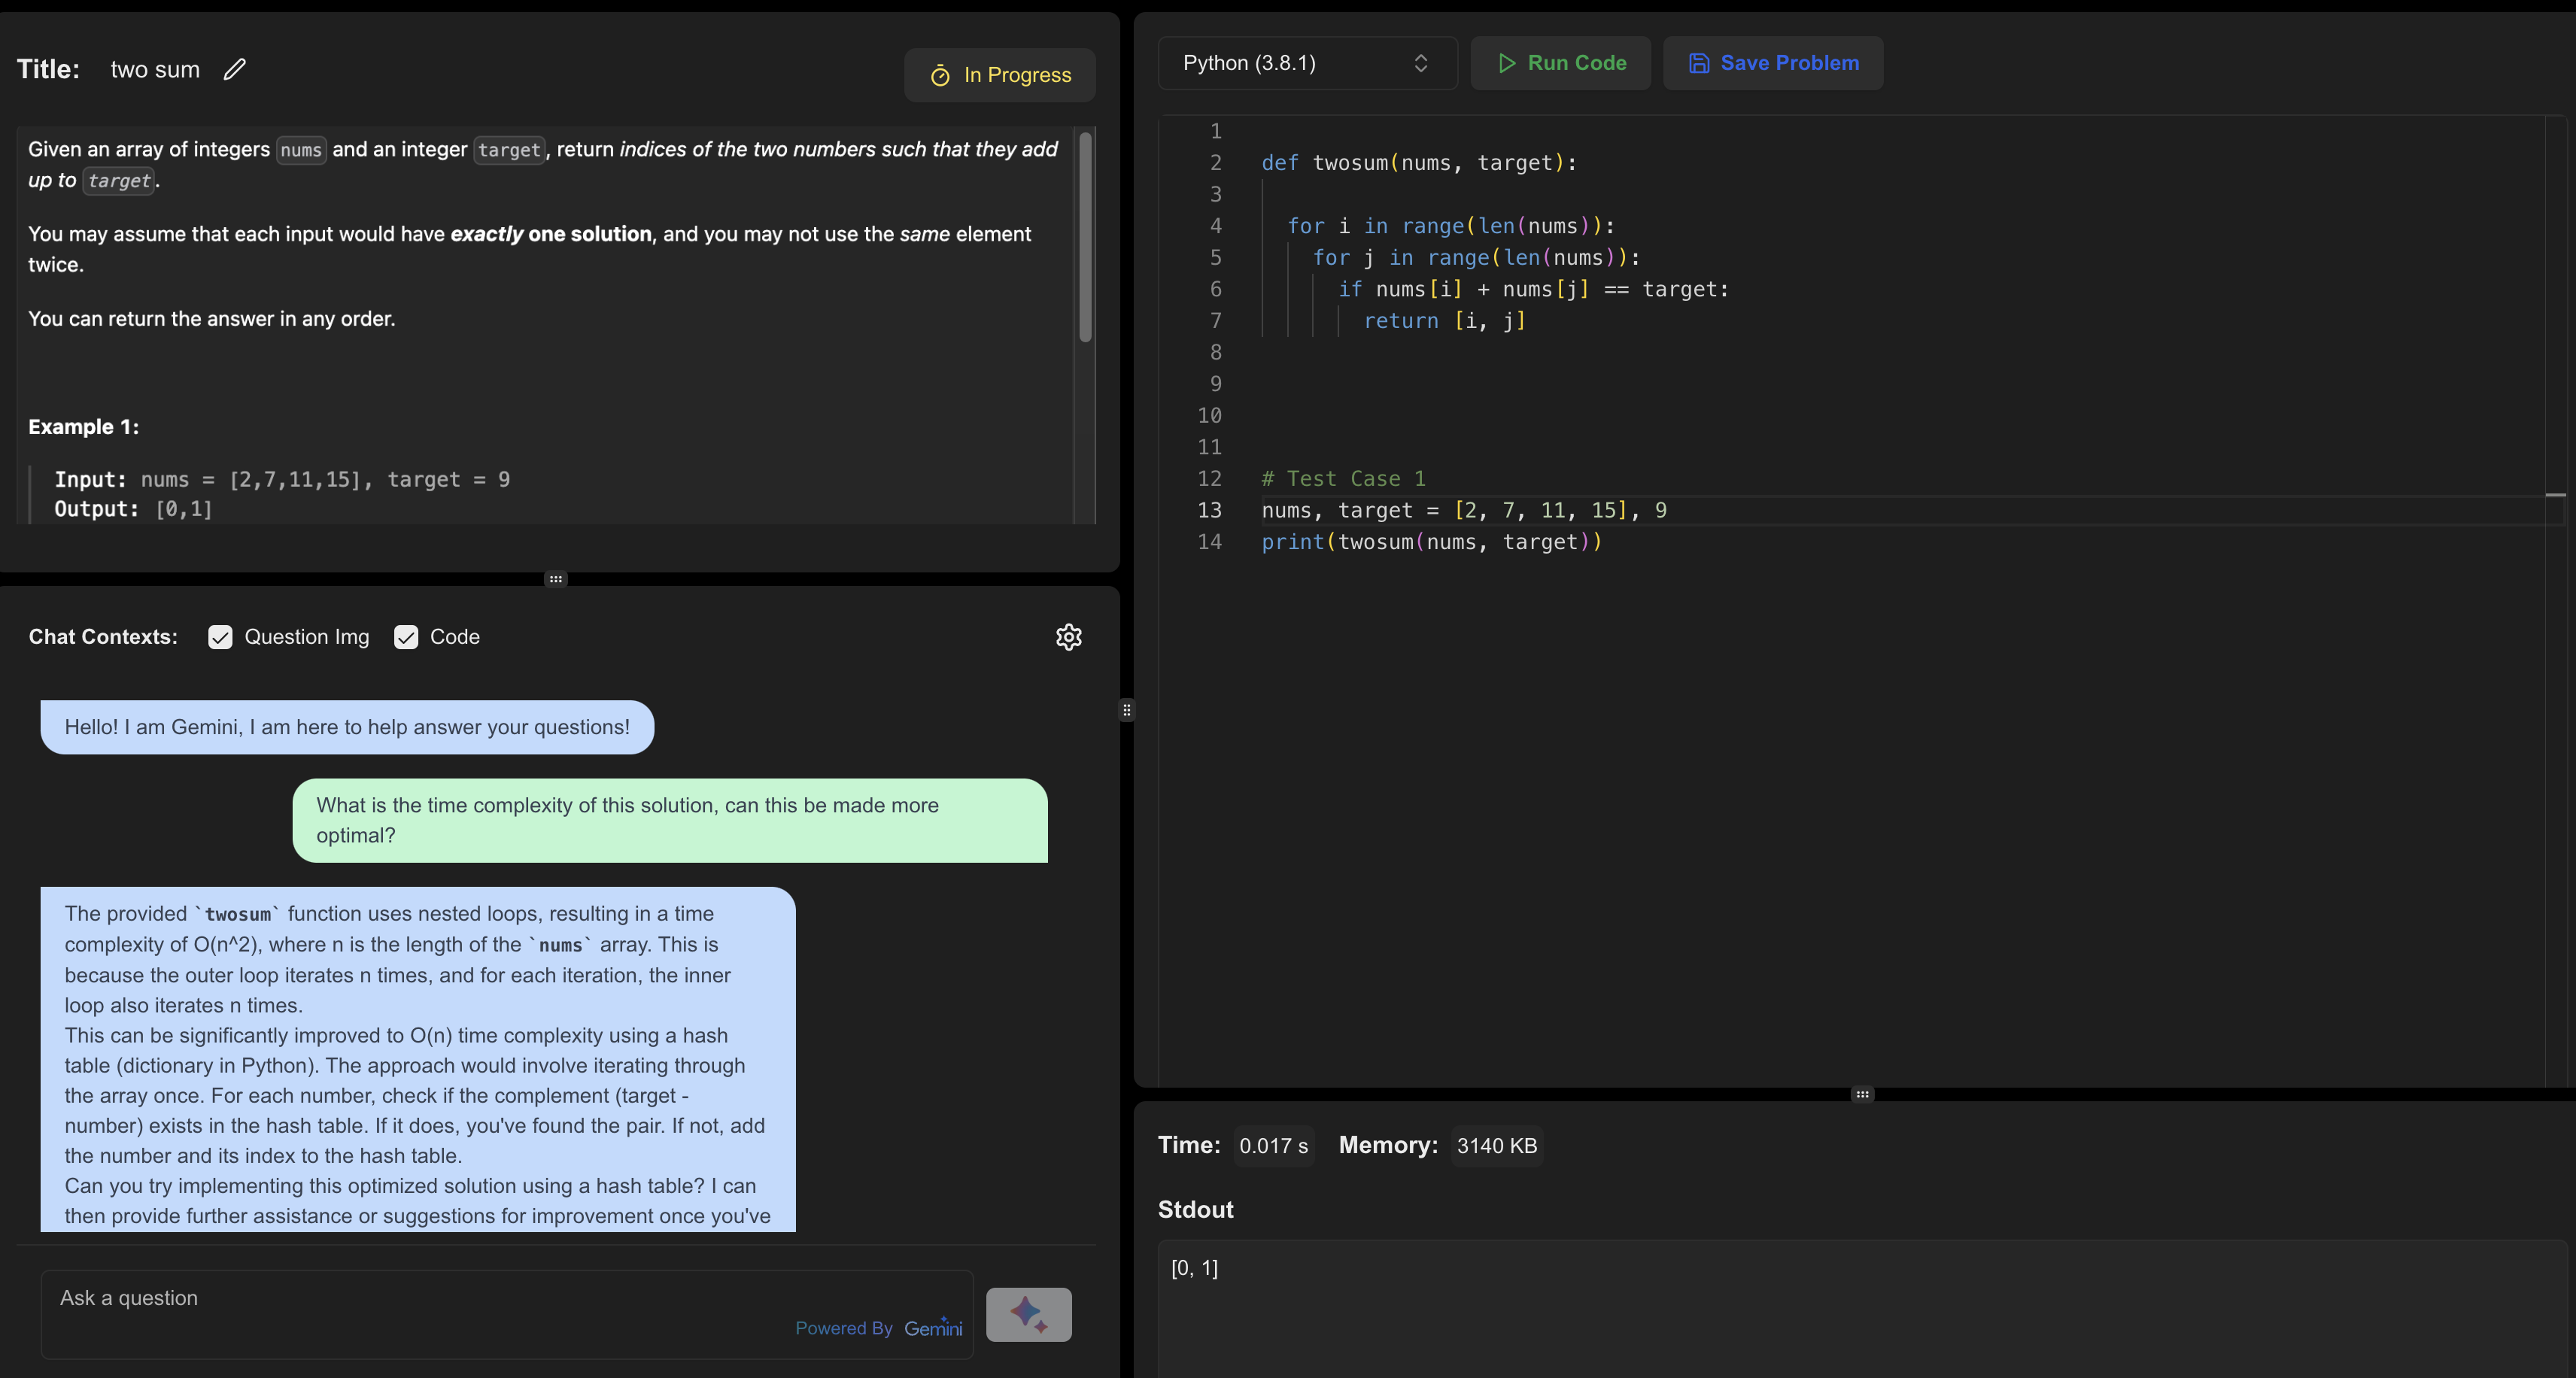 Title: two sum
In Progress
Given an array of integers nums and an integer target, return indices of the two numbers such that they add
up to target.
You may assume that each input would have exactly one solution, and you may not use the same element
twice.
You can return the answer in any order.
Example 1:
Input: nums = [2,7,11,15], target = 9
Output: [0,1]
Chat Contexts: Question Img Code
Hello! I am Gemini, I am here to help answer your questions!
What is the time complexity of this solution, can this be made more
optimal?
The provided `twosum` function uses nested loops, resulting in a time
complexity of O(n^2), where n is the length of the `nums` array. This is
because the outer loop iterates n times, and for each iteration, the inner
loop also iterates n times.
This can be significantly improved to O(n) time complexity using a hash
table (dictionary in Python). The approach would involve iterating through
the array once. For each number, check if the complement (target -
number) exists in the hash table. If it does, you've found the pair. If not, add
the number and its index to the hash table.
Can you try implementing this optimized solution using a hash table? I can
then provide further assistance or suggestions for improvement once you've
Ask a question
Powered By Gemini
Python (3.8.1)
Run Code
Save Problem
1
2 def twosum(nums, target):
3
4 for i in range(len(nums)):
5 for j in range(len(nums)):
6 if nums[i] + nums[j] == target:
7 return [i, j]
8
9
10
11
12 # Test Case 1
13 nums, target = [2, 7, 11, 15], 9
14 print(twosum(nums, target))
Time: 0.017 s Memory: 3140 KB
Stdout
[0, 1]